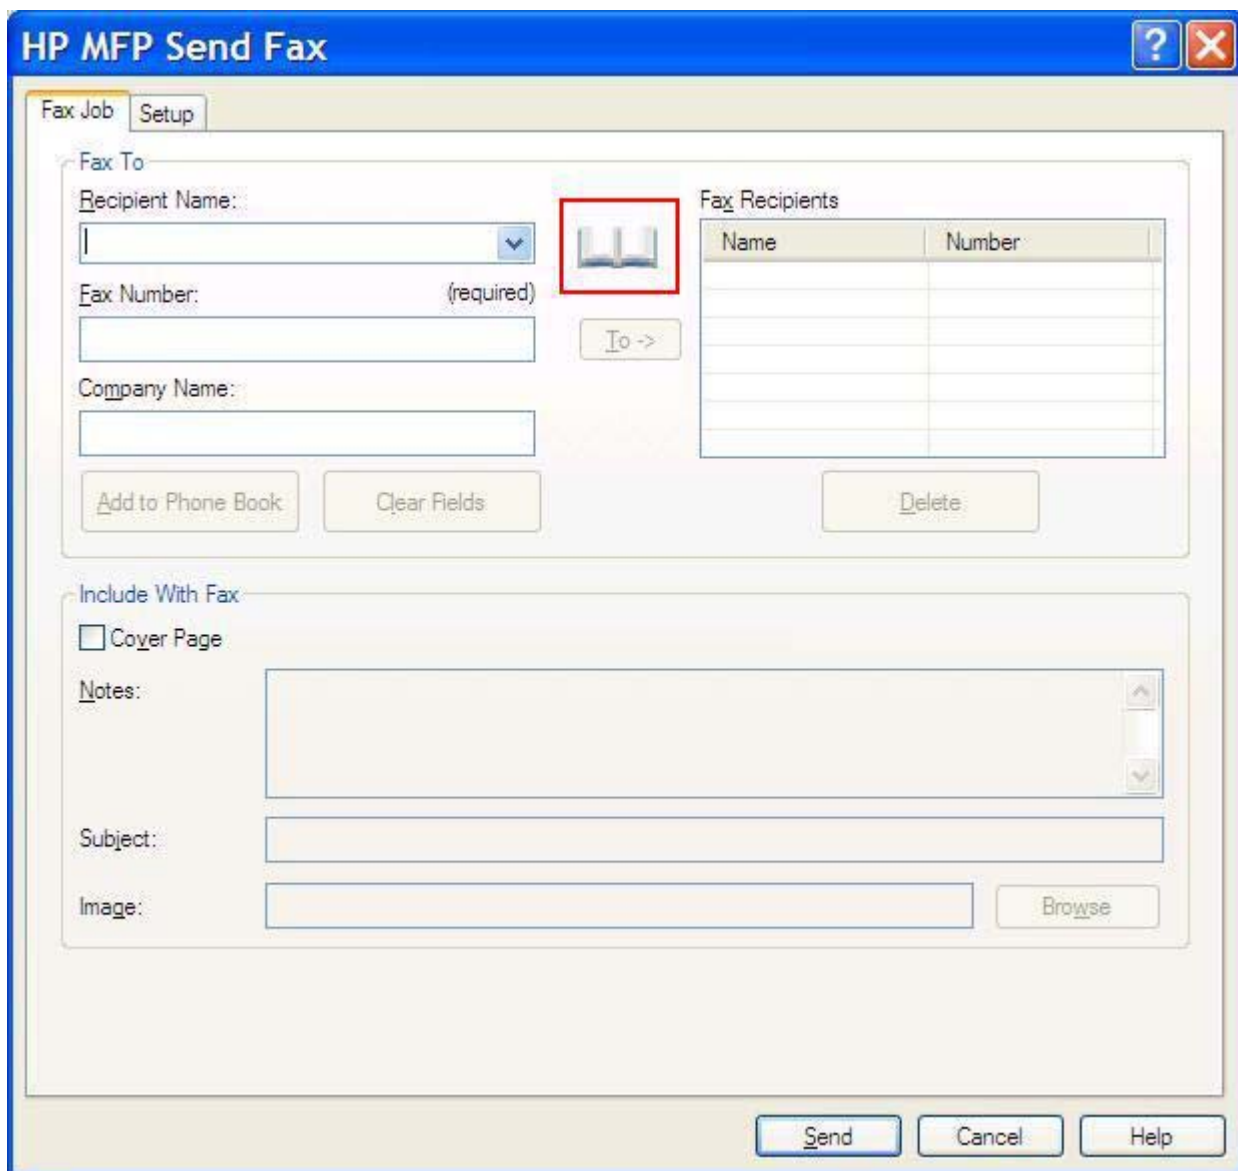 HP MFP Send Fax
Fax Job Setup
Fax To
Recipient Name:
Fax Recipients
Name Number
Fax Number: (required)
To ->
Company Name:
Add to Phone Book Clear Fields Delete
Include With Fax
Cover Page
Notes:
Subject:
Image: Browse
Send Cancel Help